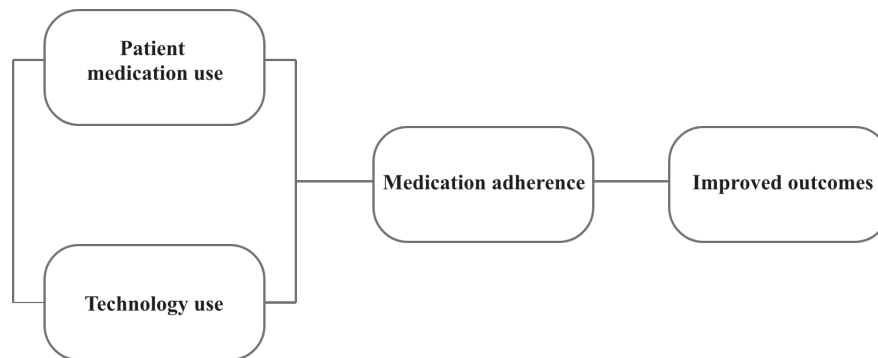 Patient
medication use
Medication adherence
Improved outcomes
Technology use